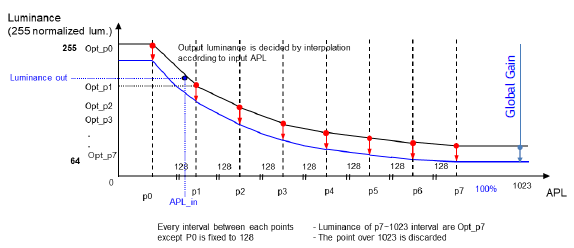 Luminance
(255 normalized lum.)
255 Opt_p0
Output luminance is decided by interpolation
according to input APL
Luminance out
Opt_p1
Opt_p2
Opt_p3
-
-
Opt_p7
64
0
Global Gain
128 128 128 128 128 128 128
p0 p1 p2 p3 p4 p5 p6 p7 100% 1023 APL
APL_in
Every interval between each points
except P0 is fixed to 128
- Luminance of p7~1023 interval are Opt_p7
- The point over 1023 is discarded